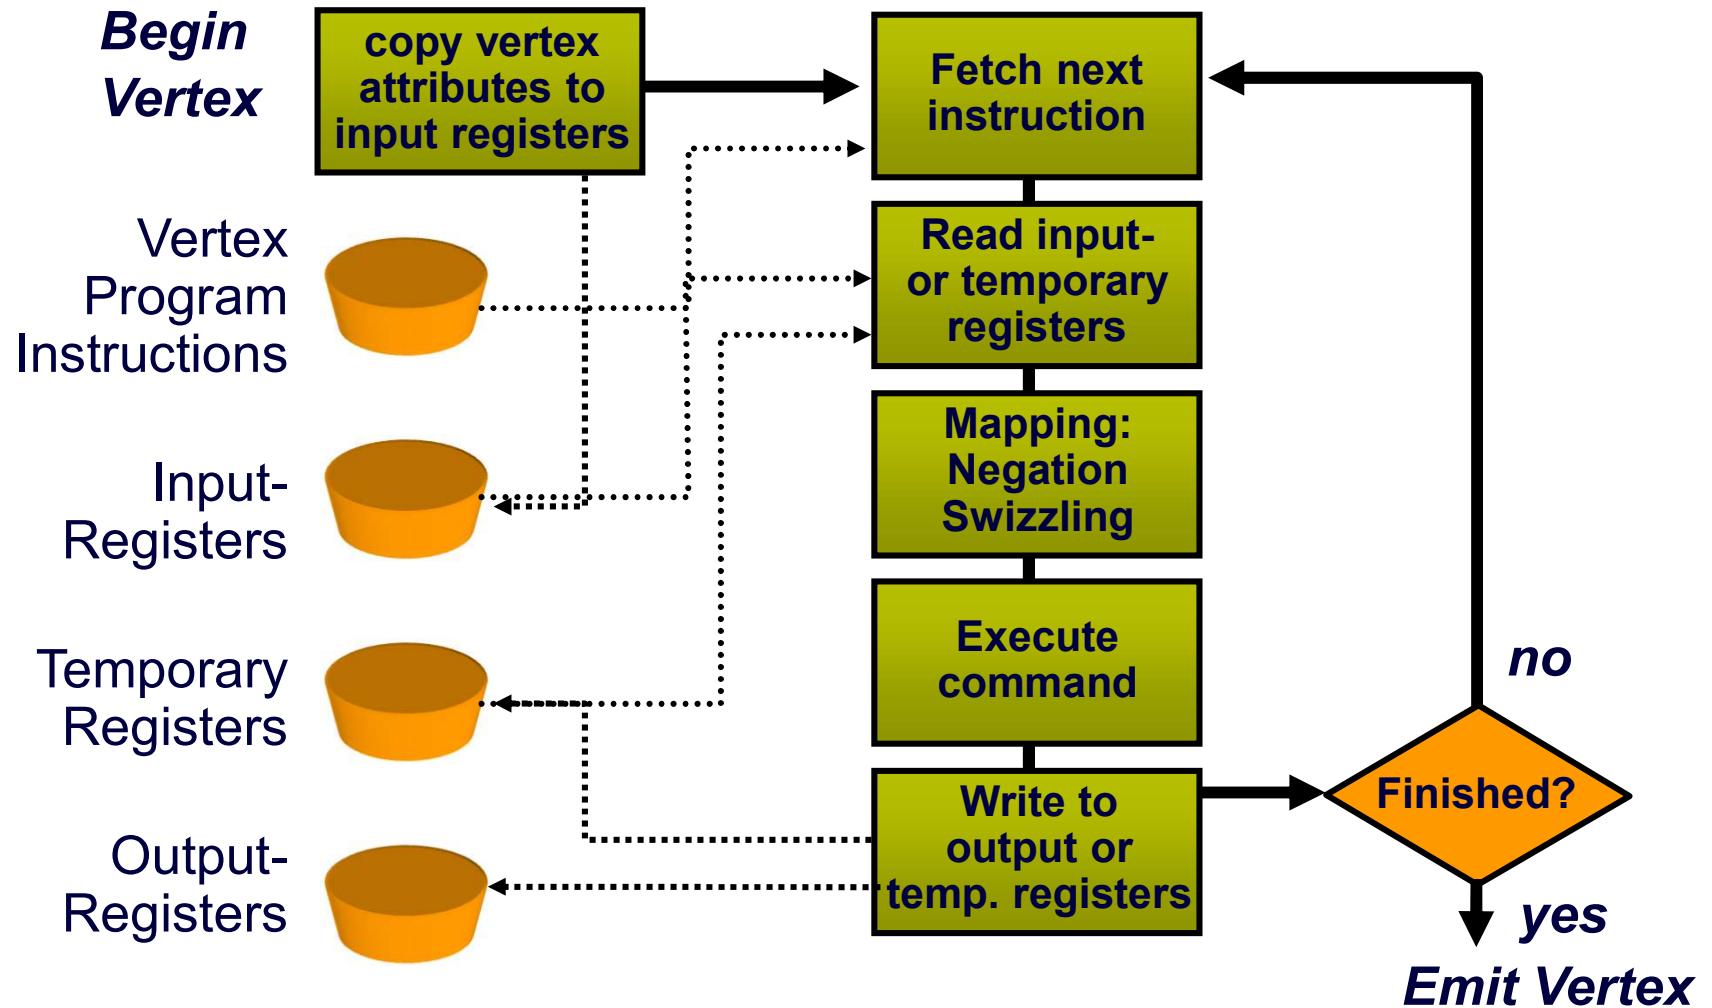 Begin
Vertex
copy vertex
attributes to
input registers
Fetch next
instruction
Vertex
Program
Instructions
Read input-
or temporary
registers
Input-
Registers
Mapping:
Negation
Swizzling
Temporary
Registers
Execute
command
no
Finished?
Output-
Registers
Write to
output or
temp. registers
yes
Emit Vertex